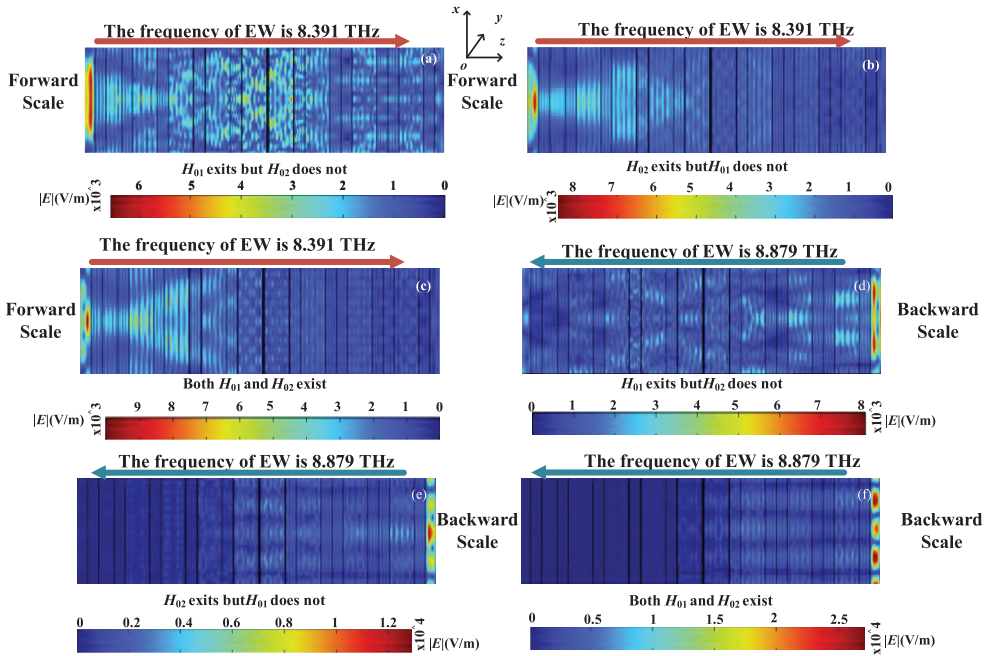 The frequency of EW is 8.391 THz
(a)
Forward
Scale
H01 exits but H02 does not
6 5 4 3 2 1 0
|E|(V/m)
x10^3
x
y
z
o
The frequency of EW is 8.391 THz
(b)
Forward
Scale
H02 exits butH01 does not
8 7 6 5 4 3 2 1 0
|E|(V/m)
x10^3
The frequency of EW is 8.391 THz
(c)
Forward
Scale
Both H01 and H02 exist
9 8 7 6 5 4 3 2 1 0
|E|(V/m)
x10^3
The frequency of EW is 8.879 THz
(d)
Backward
Scale
H01 exits butH02 does not
0 1 2 3 4 5 6 7 8
|E|(V/m)
x10^3
The frequency of EW is 8.879 THz
(e)
Backward
Scale
H02 exits butH01 does not
0 0.2 0.4 0.6 0.8 1 1.2
|E|(V/m)
x10^4
The frequency of EW is 8.879 THz
(f)
Backward
Scale
Both H01 and H02 exist
0 0.5 1 1.5 2 2.5
|E|(V/m)
x10^4